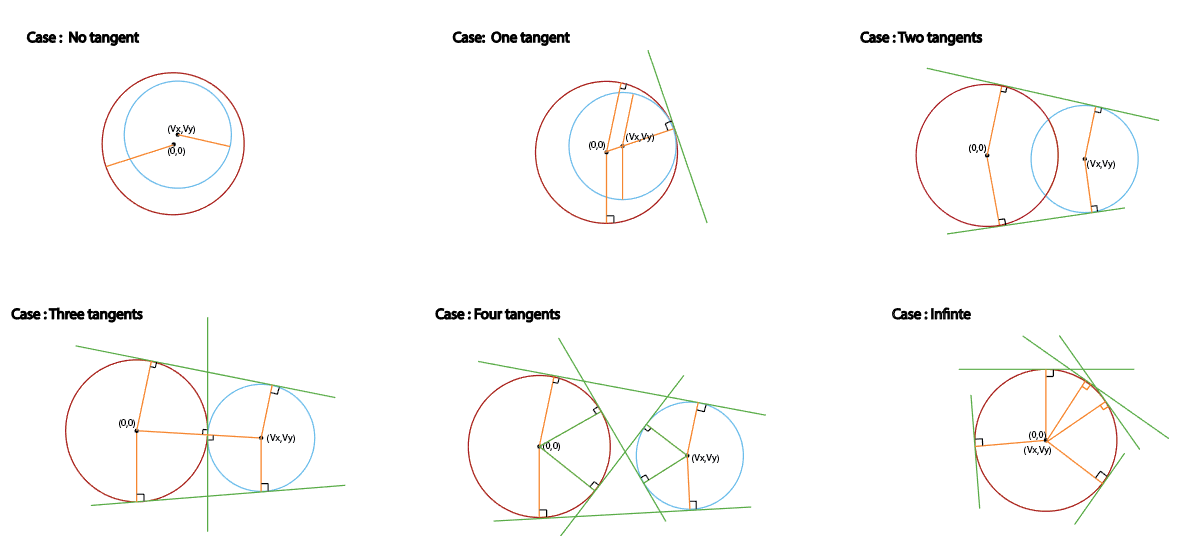 Case : No tangent
Case: One tangent
Case : Two tangents
(Vx,Vy)
(0,0)
(0,0)
(Vx,Vy)
(0,0)
(Vx,Vy)
Case : Three tangents
Case : Four tangents
Case : Infinte
(0,0)
(Vx,Vy)
(0,0)
(Vx,Vy)
(0,0)
(Vx,Vy)